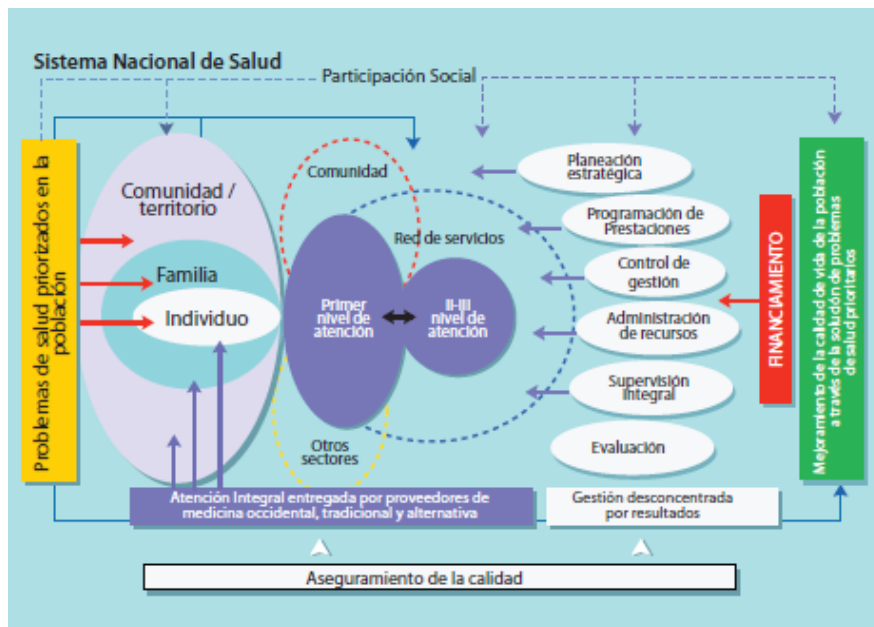 Sistema Nacional de Salud
Participación Social
Problemas de salud priorizados en la
población
Comunidad /
territorio
Familia
Individuo
Comunidad
Red de servicios
Primer
nivel de
atención
II-III
nivel de
atención
Otros
sectores
Planeación
estratégica
Programación de
Prestaciones
Control de
gestión
Administración
de recursos
Supervisión
Integral
Evaluación
FINANCIAMIENTO
Mejoramiento de la calidad de vida de la población
a través de la solución de problemas
de salud prioritarios
Atención Integral entregada por proveedores de
medicina occidental, tradicional y alternativa
Gestión desconcentrada
por resultados
Aseguramiento de la calidad